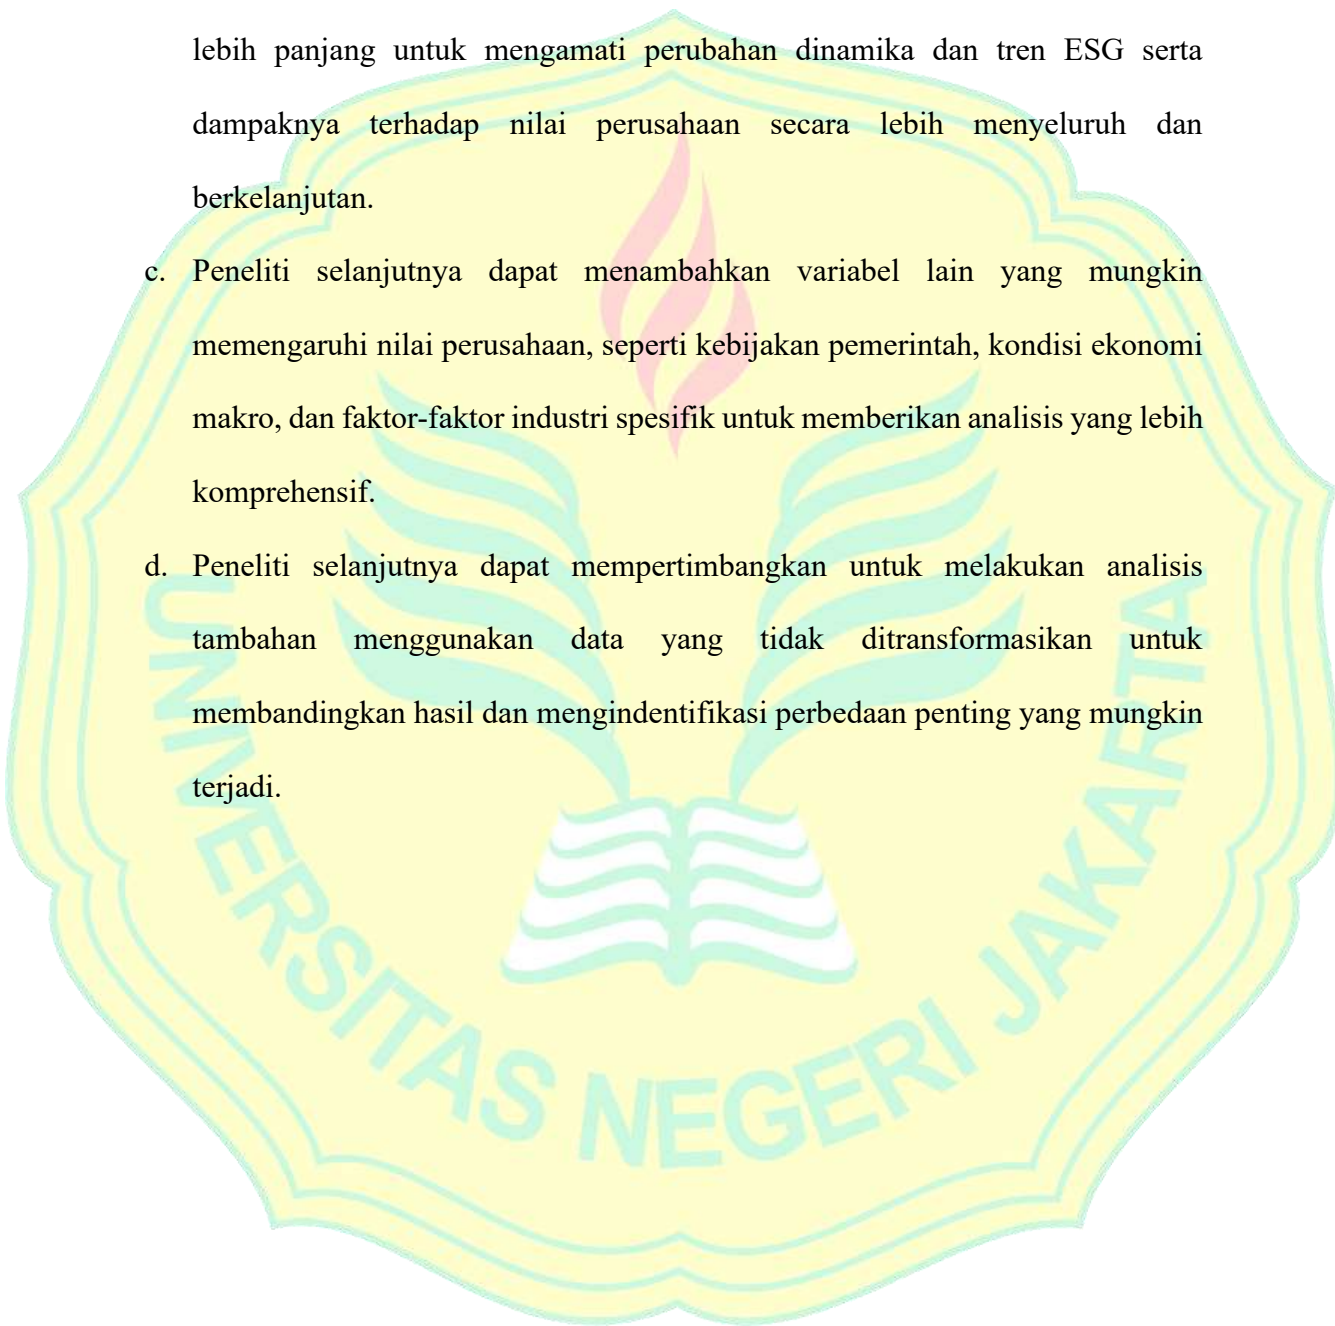 lebih panjang untuk mengamati perubahan dinamika dan tren ESG serta
dampaknya terhadap nilai perusahaan secara lebih menyeluruh dan
berkelanjutan.
c. Peneliti selanjutnya dapat menambahkan variabel lain yang mungkin
memengaruhi nilai perusahaan, seperti kebijakan pemerintah, kondisi ekonomi
makro, dan faktor-faktor industri spesifik untuk memberikan analisis yang lebih
komprehensif.
d. Peneliti selanjutnya dapat mempertimbangkan untuk melakukan analisis
tambahan menggunakan data yang tidak ditransformasikan untuk
membandingkan hasil dan mengindentifikasi perbedaan penting yang mungkin
terjadi.
UNIVERSITAS NEGERI JAKARTA